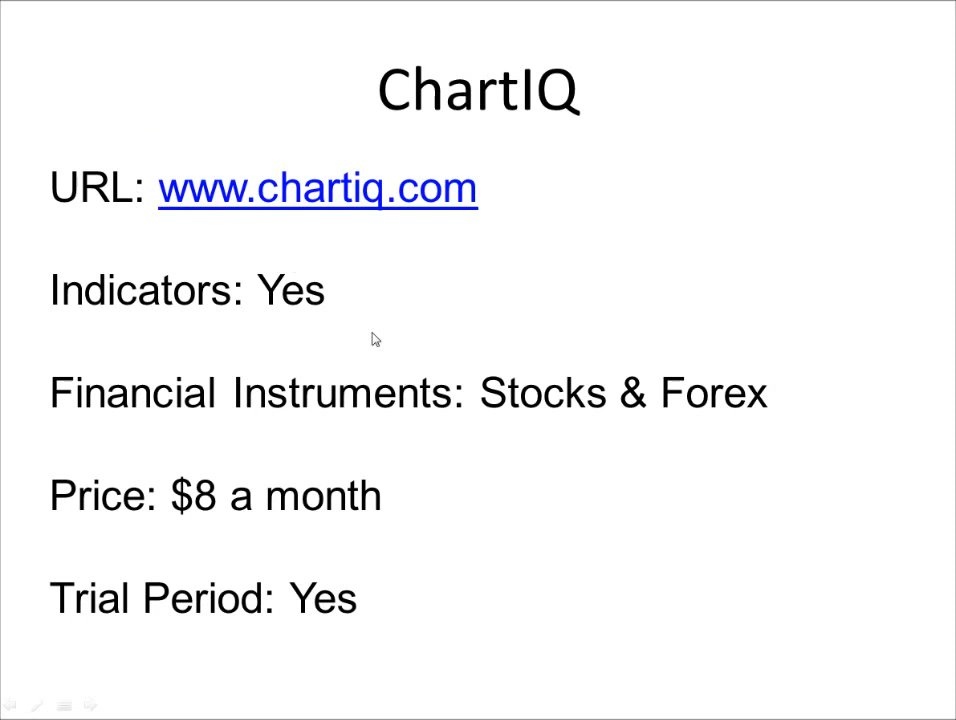 ChartIQ
URL: www.chartiq.com
Indicators: Yes
Financial Instruments: Stocks & Forex
Price: $8 a month
Trial Period: Yes